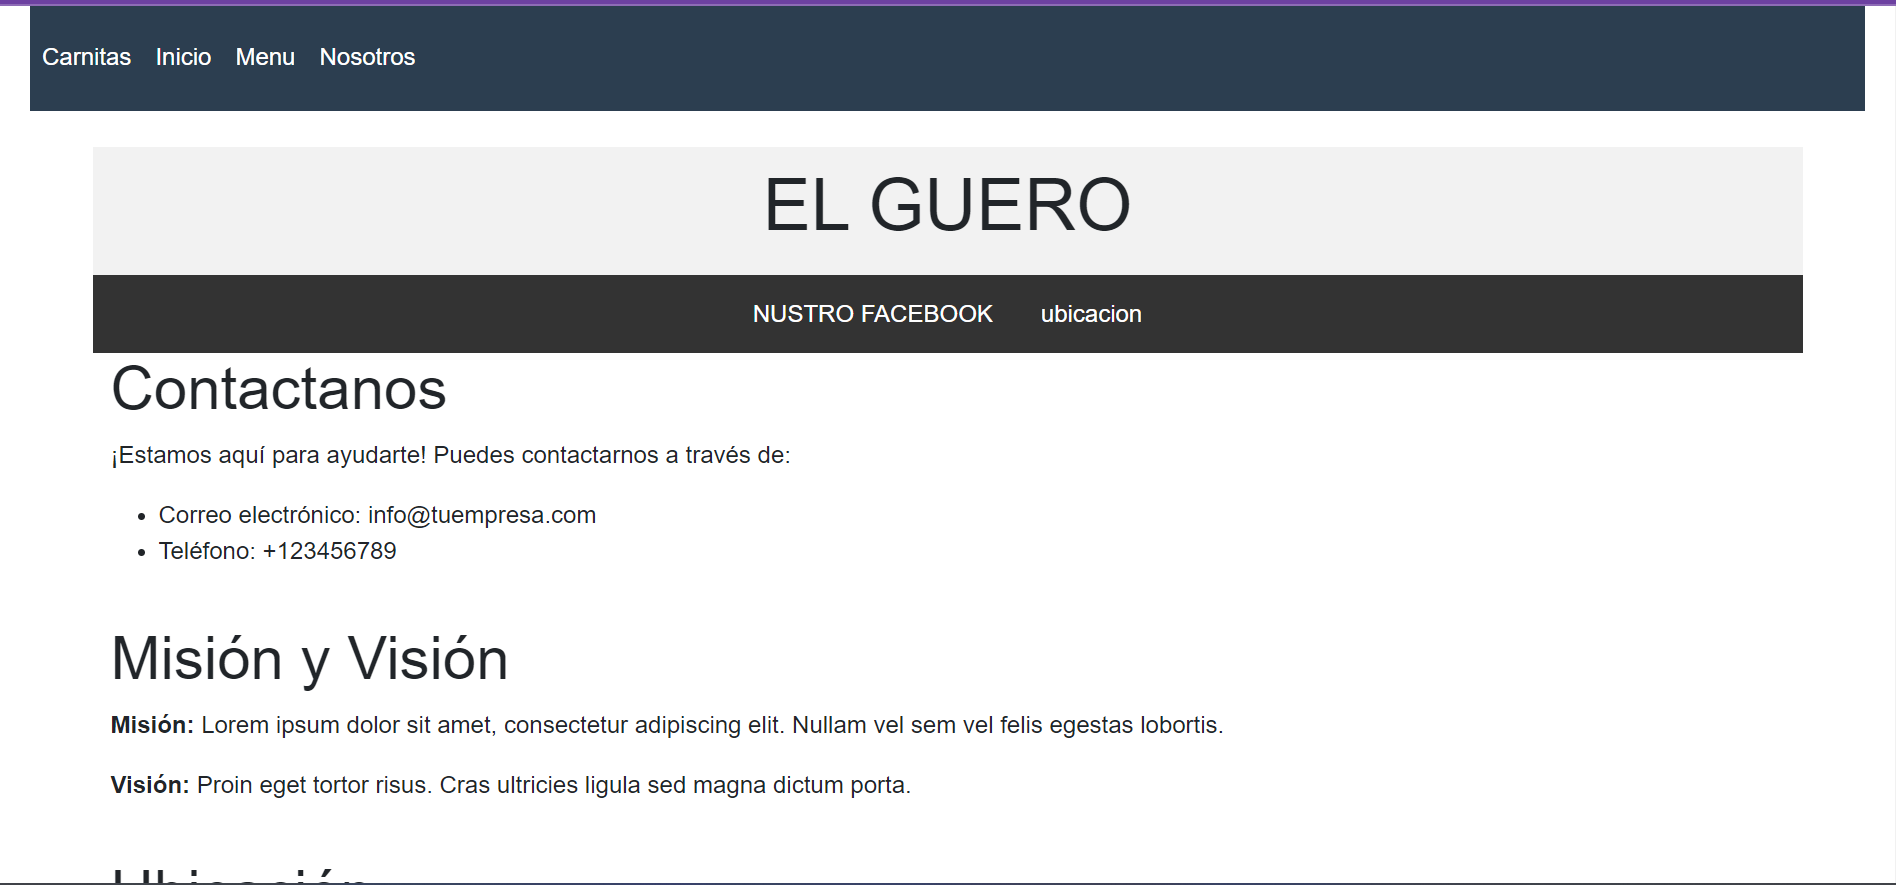 Carnitas Inicio Menu Nosotros
EL GUERO
NUSTRO FACEBOOK ubicacion
Contactanos
¡Estamos aquí para ayudarte! Puedes contactarnos a través de:
Correo electrónico: info@tuempresa.com
Teléfono: +123456789
Misión y Visión
Misión: Lorem ipsum dolor sit amet, consectetur adipiscing elit. Nullam vel sem vel felis egestas lobortis.
Visión: Proin eget tortor risus. Cras ultricies ligula sed magna dictum porta.
Ubicación